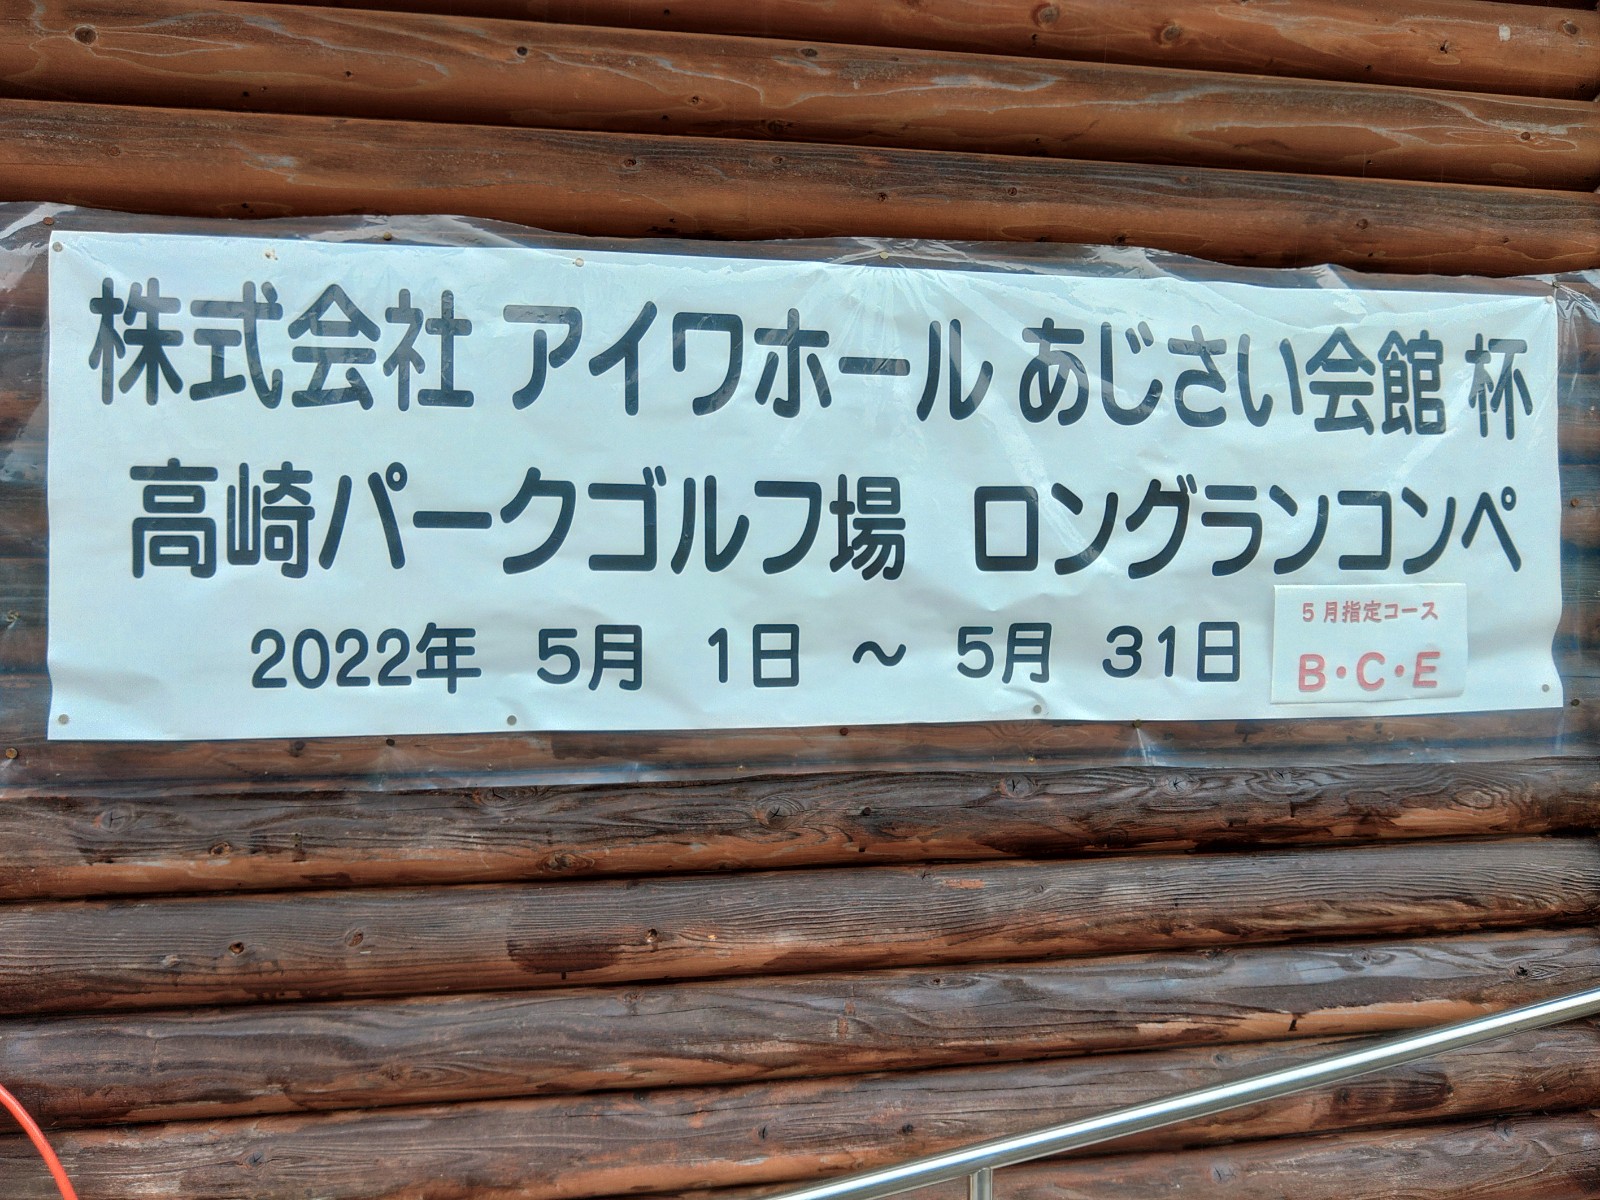 株式会社 アイワホール あじさい会館 杯
高崎パークゴルフ場 ロングランコンペ
2022年 5月 1日 ～ 5月 31日
5月指定コース
B・C・E